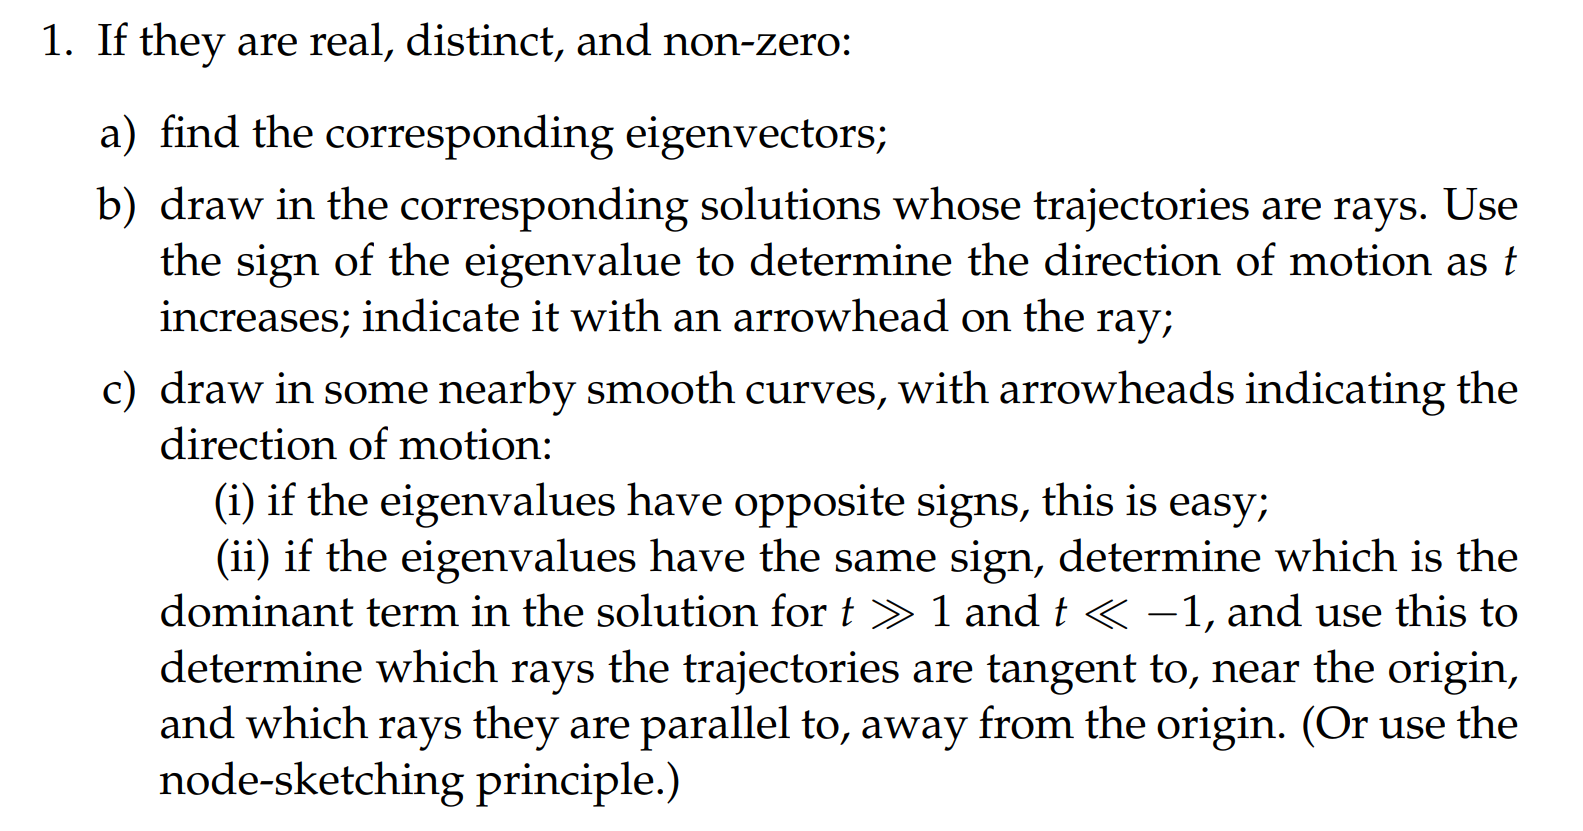 1. If they are real, distinct, and non-zero:
a) find the corresponding eigenvectors;
b) draw in the corresponding solutions whose trajectories are rays. Use
the sign of the eigenvalue to determine the direction of motion as t
increases; indicate it with an arrowhead on the ray;
c) draw in some nearby smooth curves, with arrowheads indicating the
direction of motion:
(i) if the eigenvalues have opposite signs, this is easy;
(ii) if the eigenvalues have the same sign, determine which is the
dominant term in the solution for t ≫ 1 and t ≪ −1, and use this to
determine which rays the trajectories are tangent to, near the origin,
and which rays they are parallel to, away from the origin. (Or use the
node-sketching principle.)